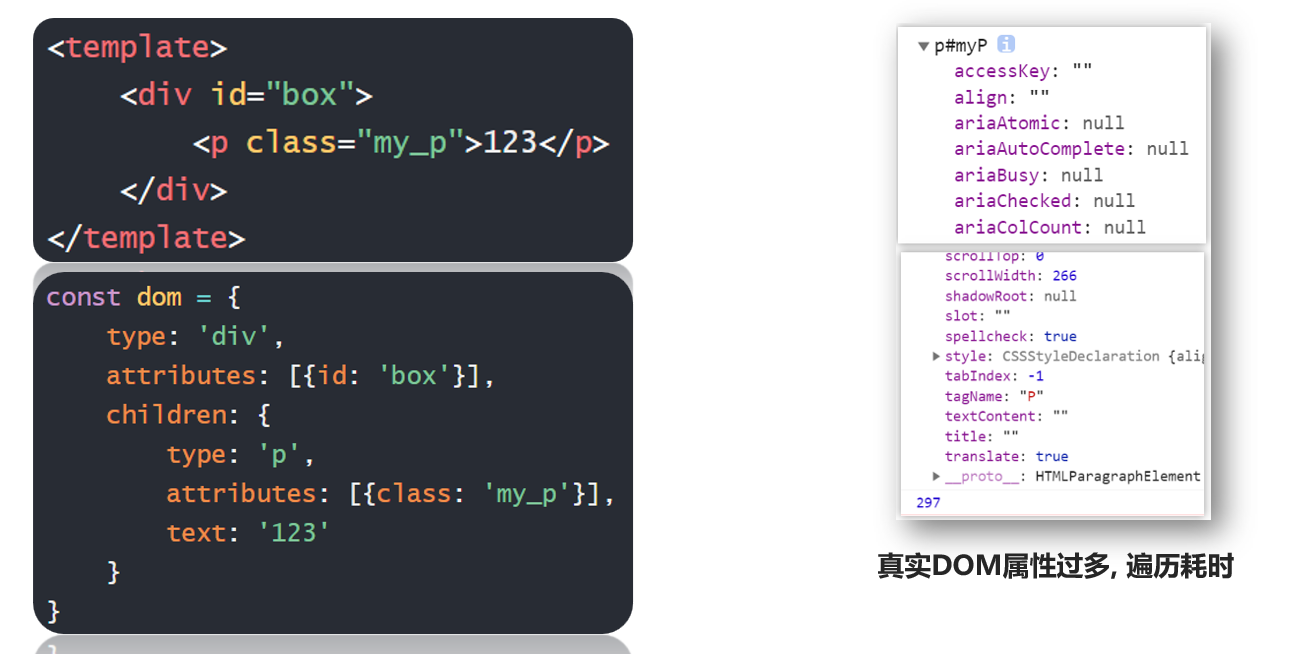 <template>
    <div id="box">
        <p class="my_p">123</p>
    </div>
</template>
const dom = {
    type: 'div',
    attributes: [{id: 'box'}],
    children: {
        type: 'p',
        attributes: [{class: 'my_p'}],
        text: '123'
    }
}
▼p#myP i
accessKey: ""
align: ""
ariaAtomic: null
ariaAutoComplete: null
ariaBusy: null
ariaChecked: null
ariaColCount: null
scrollTop: 0
scrollWidth: 266
shadowRoot: null
slot: ""
spellcheck: true
▶style: CSSStyleDeclaration {ali
tabIndex: -1
tagName: "P"
textContent: ""
title: ""
translate: true
▶__proto__: HTMLParagraphElement
297
真实DOM属性过多, 遍历耗时